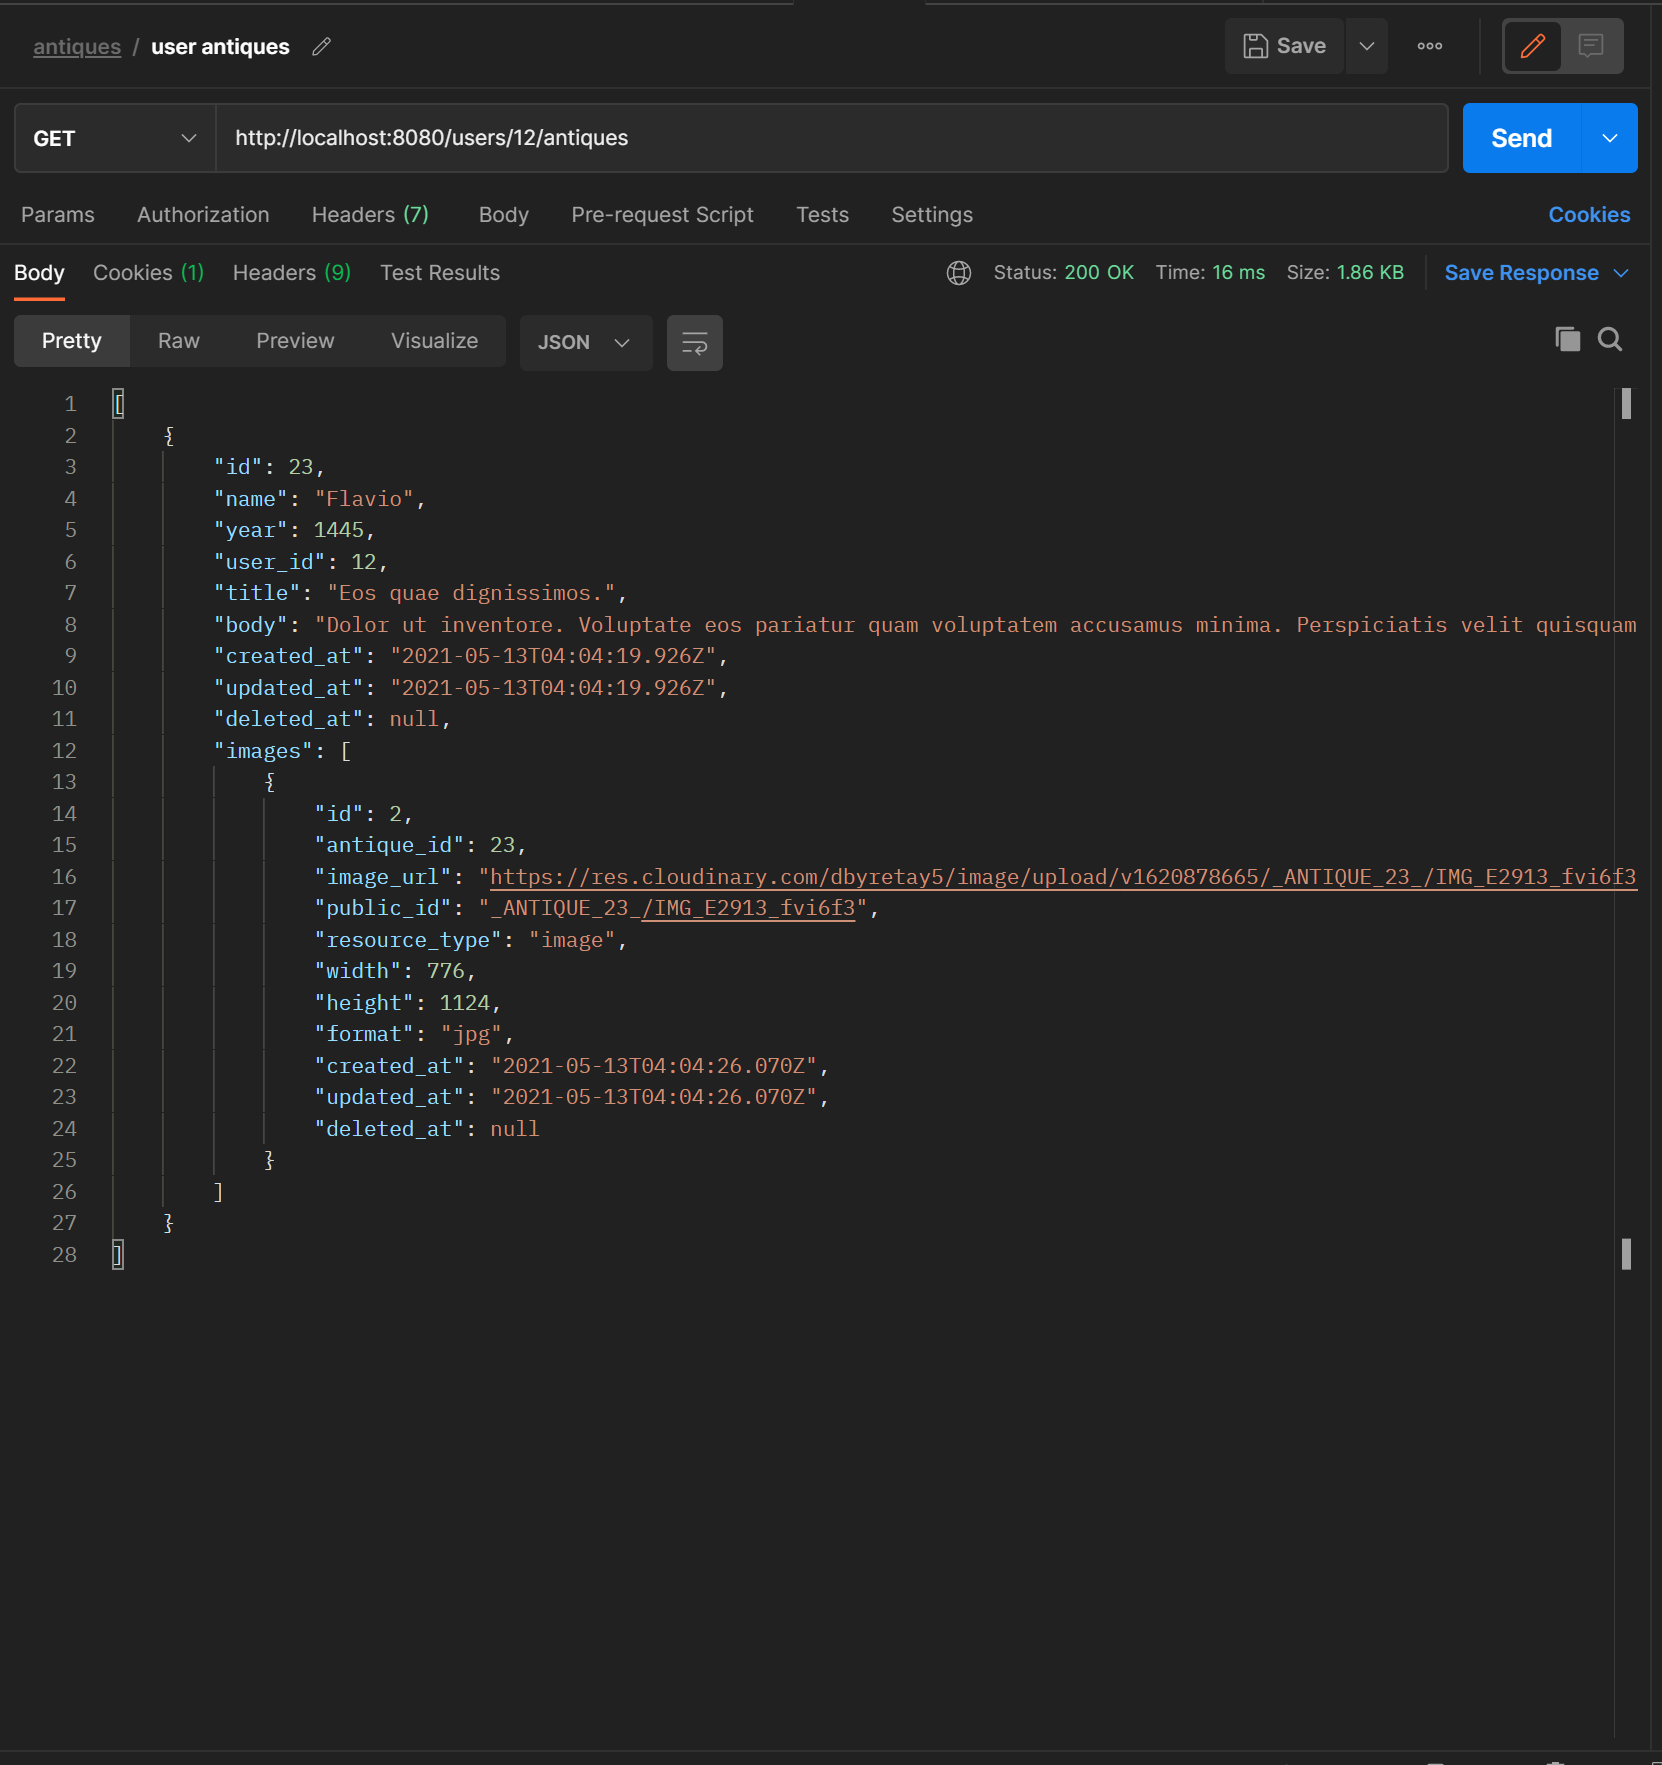 antiques / user antiques
Save
GET http://localhost:8080/users/12/antiques Send
Params Authorization Headers (7) Body Pre-request Script Tests Settings Cookies
Body Cookies (1) Headers (9) Test Results Status: 200 OK Time: 16 ms Size: 1.86 KB Save Response
Pretty Raw Preview Visualize JSON
1 [
2 {
3 "id": 23,
4 "name": "Flavio",
5 "year": 1445,
6 "user_id": 12,
7 "title": "Eos quae dignissimos.",
8 "body": "Dolor ut inventore. Voluptate eos pariatur quam voluptatem accusamus minima. Perspiciatis velit quisquam
9 "created_at": "2021-05-13T04:04:19.926Z",
10 "updated_at": "2021-05-13T04:04:19.926Z",
11 "deleted_at": null,
12 "images": [
13 {
14 "id": 2,
15 "antique_id": 23,
16 "image_url": "https://res.cloudinary.com/dbyretay5/image/upload/v1620878665/_ANTIQUE_23_/IMG_E2913_fvi6f3
17 "public_id": "_ANTIQUE_23_/IMG_E2913_fvi6f3",
18 "resource_type": "image",
19 "width": 776,
20 "height": 1124,
21 "format": "jpg",
22 "created_at": "2021-05-13T04:04:26.070Z",
23 "updated_at": "2021-05-13T04:04:26.070Z",
24 "deleted_at": null
25 }
26 ]
27 }
28 ]